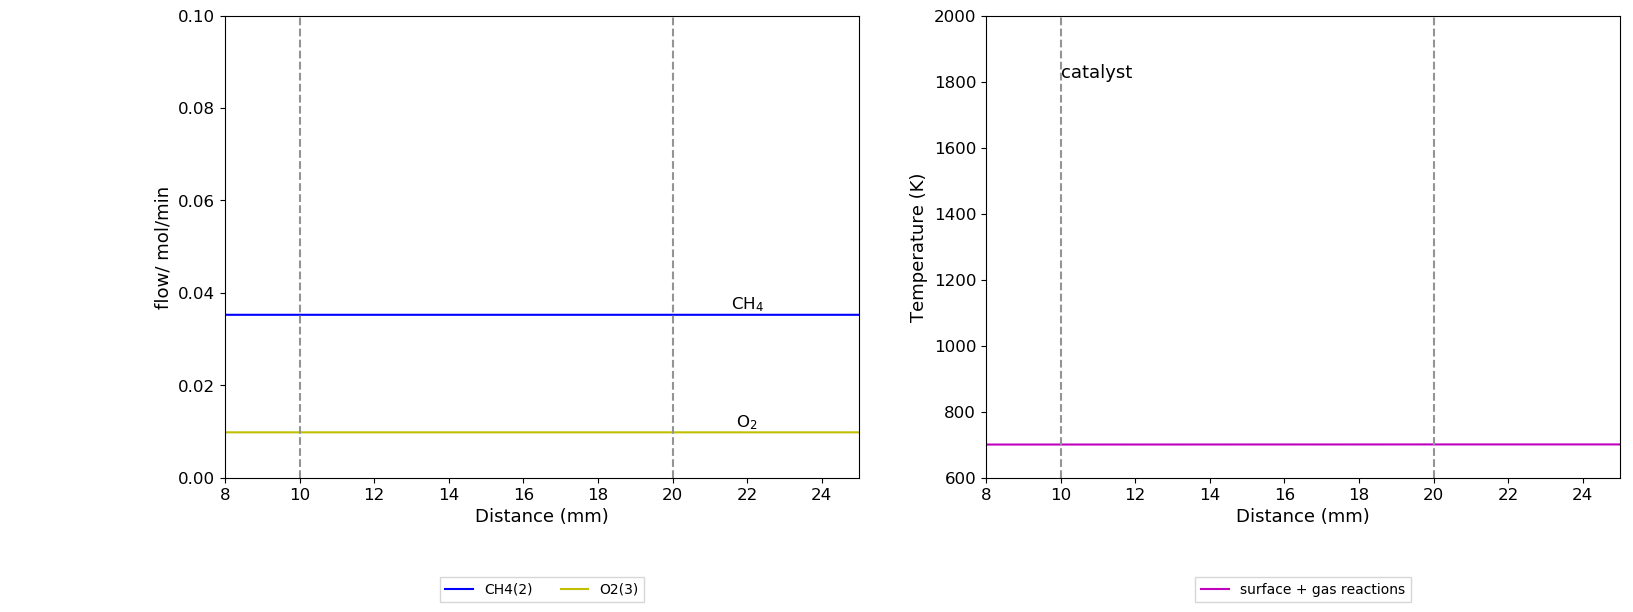 0.10
0.08
0.06
0.04
0.02
0.00
flow/ mol/min
CH₄
O₂
8 10 12 14 16 18 20 22 24
Distance (mm)
CH4(2) O2(3)
2000
1800
1600
1400
1200
1000
800
600
Temperature (K)
catalyst
8 10 12 14 16 18 20 22 24
Distance (mm)
surface + gas reactions